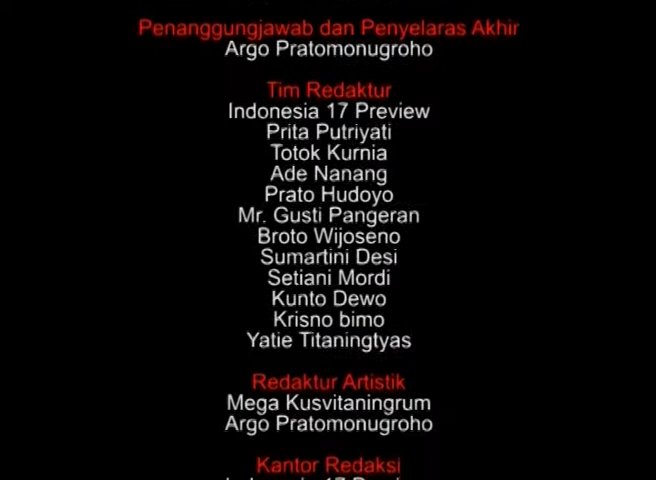 Penanggungjawab dan Penyelaras Akhir
Argo Pratomonugroho
Tim Redaktur
Indonesia 17 Preview
Prita Putriyati
Totok Kurnia
Ade Nanang
Prato Hudoyo
Mr. Gusti Pangeran
Broto Wijoseno
Sumartini Desi
Setiani Mordi
Kunto Dewo
Krisno bimo
Yatie Titaningtyas
Redaktur Artistik
Mega Kusvitaningrum
Argo Pratomonugroho
Kantor Redaksi